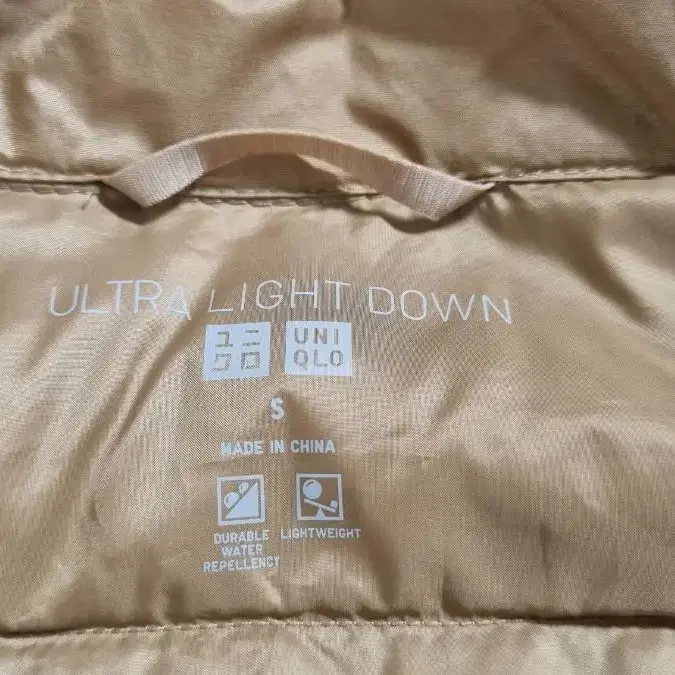 ULTRA LIGHT DOWN
ユニ UNI
クロ QLO
S
MADE IN CHINA
DURABLE LIGHTWEIGHT
WATER
REPELLENCY